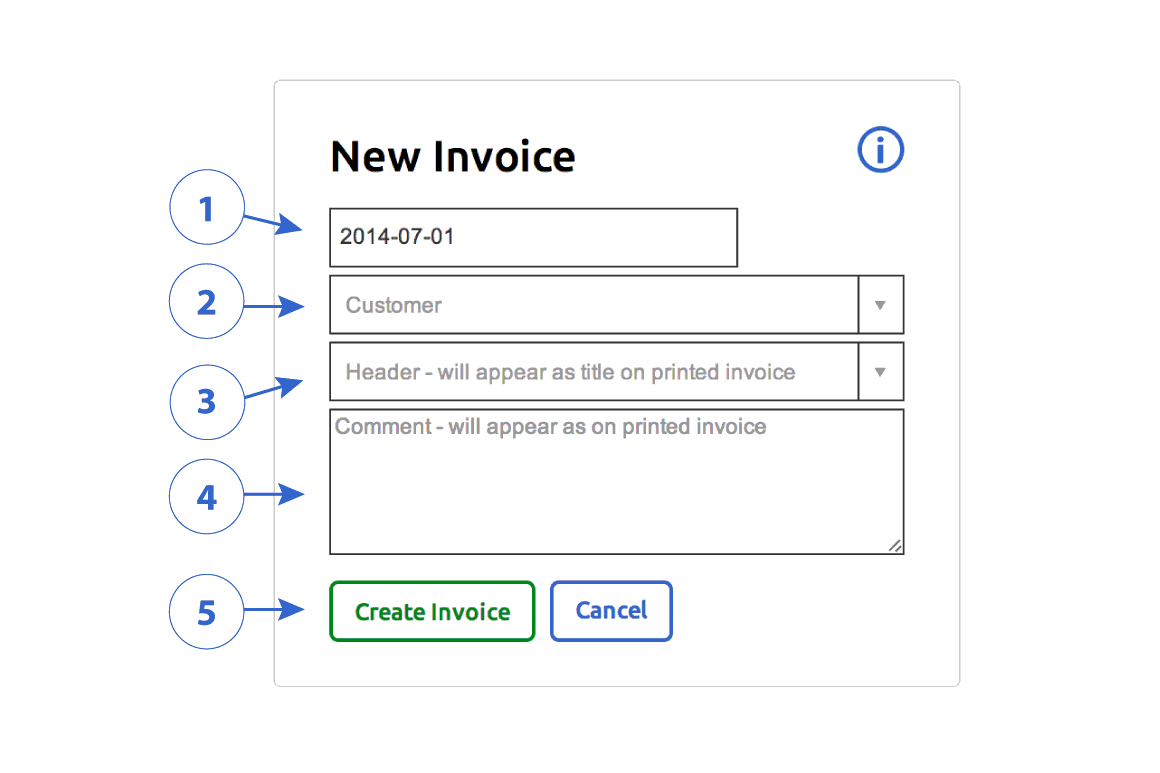 New Invoice
i
1
2014-07-01
2
Customer
3
Header - will appear as title on printed invoice
Comment - will appear as on printed invoice
4
5
Create Invoice
Cancel